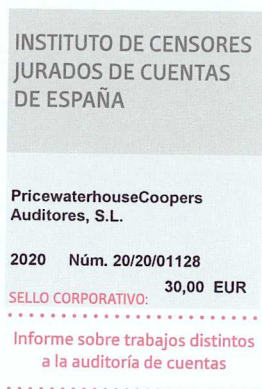 INSTITUTO DE CENSORES
JURADOS DE CUENTAS
DE ESPAÑA
PricewaterhouseCoopers
Auditores, S.L.
2020 Núm. 20/20/01128
30,00 EUR
SELLO CORPORATIVO:
Informe sobre trabajos distintos
a la auditoría de cuentas